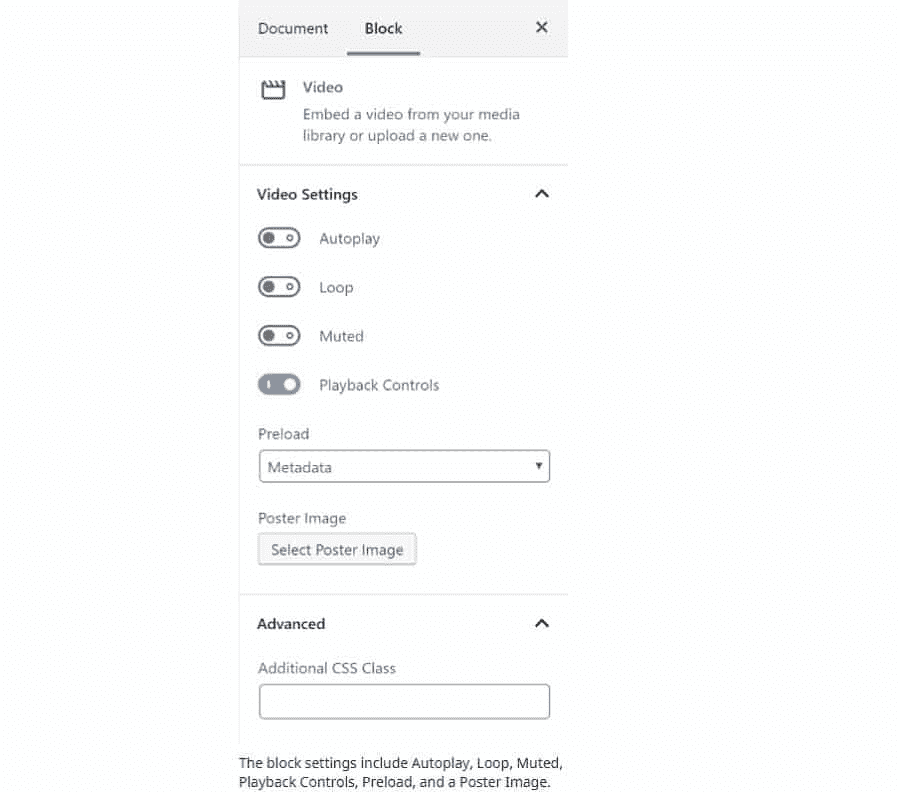 Document Block
Video
Embed a video from your media
library or upload a new one.
Video Settings
Autoplay
Loop
Muted
Playback Controls
Preload
Metadata
Poster Image
Select Poster Image
Advanced
Additional CSS Class
The block settings include Autoplay, Loop, Muted,
Playback Controls, Preload, and a Poster Image.